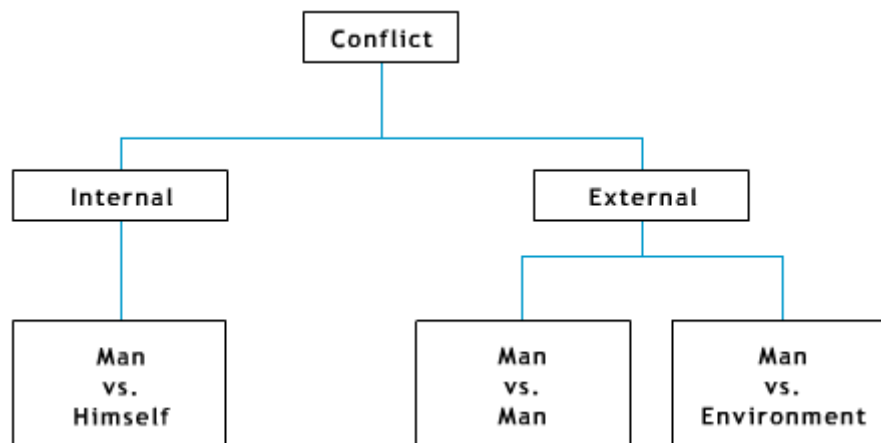 Conflict
Internal
External
Man
vs.
Himself
Man
vs.
Man
Man
vs.
Environment